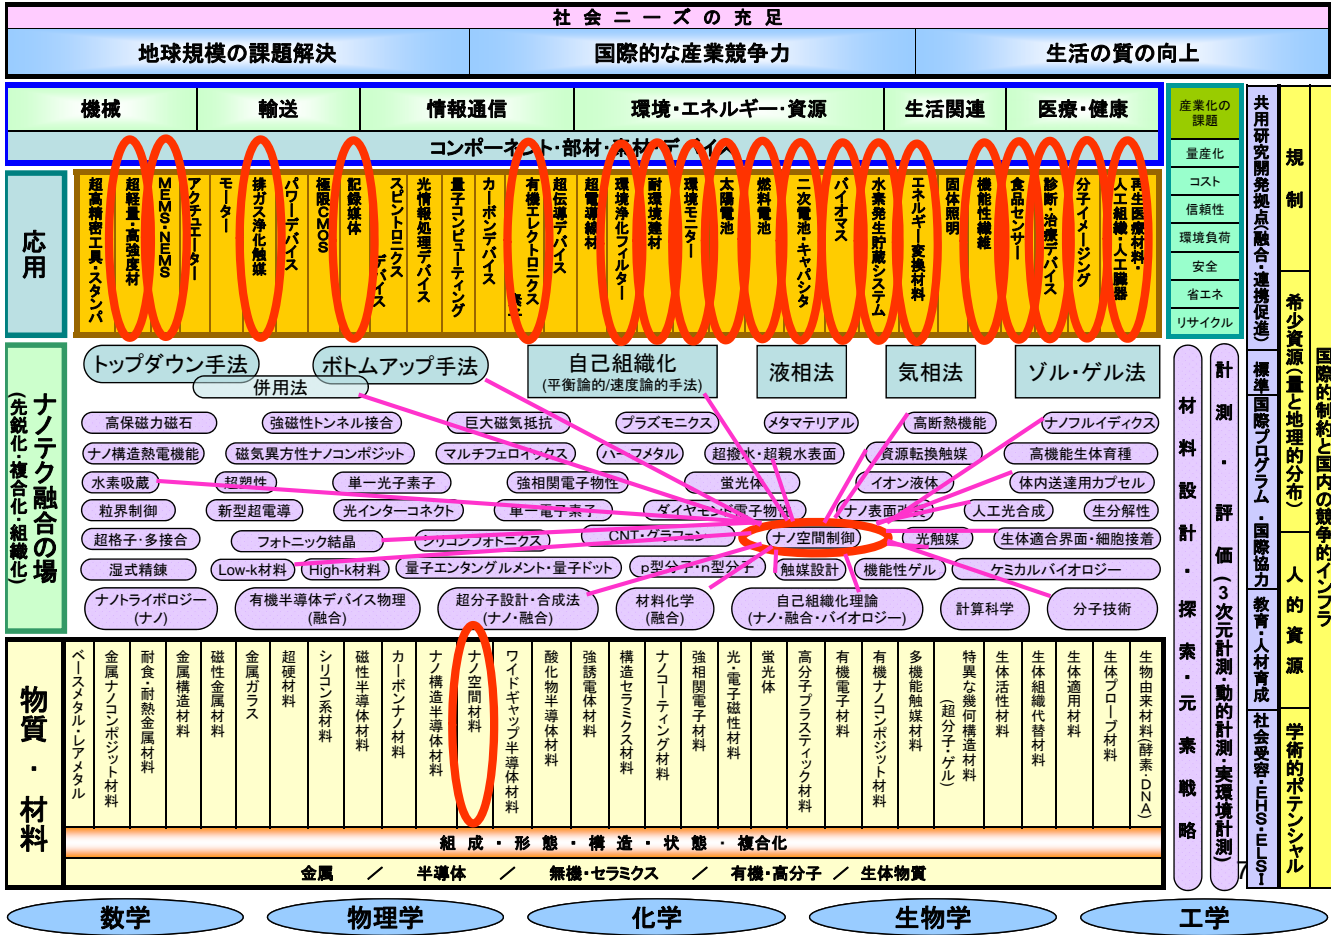 社会ニーズの充足
地球規模の課題解決
国際的な産業競争力
生活の質の向上
機械
輸送
情報通信
環境・エネルギー・資源
生活関連
医療・健康
コンポーネント・部材・素材・デバイス
応用
超高精密工具・スタンパ
超軽量・高強度材
MEMS・NEMS
アクチュエーター
モーター
排ガス浄化触媒
パワーデバイス
極限CMOS
記録媒体
スピントロニクス
デバイス
光情報処理デバイス
量子コンピューティング
カーボンデバイス
有機エレクトロニクス
超伝導デバイス
超電導線材
環境浄化フィルター
耐環境建材
環境モニター
太陽電池
燃料電池
二次電池・キャパシタ
バイオマス
水素発生貯蔵システム
エネルギー変換材料
固体照明
機能性繊維
食品センサー
診断・治療デバイス
分子イメージング
再生医療材料・
人工組織・人工臓器
産業化の
課題
量産化
コスト
信頼性
環境負荷
安全
省エネ
リサイクル
ナノテク融合の場
(先鋭化・複合化・組織化)
トップダウン手法
ボトムアップ手法
併用法
自己組織化
(平衡論的/速度論的手法)
液相法
気相法
ゾル・ゲル法
高保磁力磁石
強磁性トンネル接合
巨大磁気抵抗
プラズモニクス
メタマテリアル
高断熱機能
ナノフルイディクス
ナノ構造熱電機能
磁気異方性ナノコンポジット
マルチフェロイックス
ハーフメタル
超撥水・超親水表面
資源転換触媒
高機能生体育種
水素吸蔵
超塑性
単一光子素子
強相関電子物性
蛍光体
イオン液体
体内送達用カプセル
粒界制御
新型超電導
光インターコネクト
単一電子素子
ダイヤモンド電子物性
ナノ表面改質
人工光合成
生分解性
超格子・多接合
フォトニック結晶
シリコンフォトニクス
CNT・グラフェン
ナノ空間制御
光触媒
生体適合界面・細胞接着
湿式精錬
Low-k材料
High-k材料
量子エンタングルメント・量子ドット
p型分子・n型分子
触媒設計
機能性ゲル
ケミカルバイオロジー
ナノトライボロジー
(ナノ)
有機半導体デバイス物理
(融合)
超分子設計・合成法
(ナノ・融合)
材料化学
(融合)
自己組織化理論
(ナノ・融合・バイオロジー)
計算科学
分子技術
物質・材料
ベースメタル・レアメタル
金属ナノコンポジット材料
耐食・耐熱金属材料
金属構造材料
磁性金属材料
金属ガラス
超硬材料
シリコン系材料
磁性半導体材料
カーボンナノ材料
ナノ構造半導体材料
ナノ空間材料
ワイドギャップ半導体材料
酸化物半導体材料
強誘電体材料
構造セラミクス材料
ナノコーティング材料
強相関電子材料
光・電子磁性材料
蛍光体
高分子プラスティック材料
有機電子材料
有機ナノコンポジット材料
多機能触媒材料
特異な幾何構造材料
(超分子・ゲル)
生体活性材料
生体組織代替材料
生体適用材料
生体プローブ材料
生物由来材料(酵素・DNA)
組成・形態・構造・状態・複合化
金属 / 半導体 / 無機・セラミクス / 有機・高分子 / 生体物質
材料設計・探索・元素戦略
計測・評価(3次元計測・動的計測・実環境計測)
共用研究開発拠点(融合・連携促進)
標準
国際プログラム・国際協力
教育・人材育成
社会受容・EHS・ELSI
規制
希少資源(量と地理的分布)
人的資源
学術的ポテンシャル
国際的制約と国内の競争的インフラ
7
数学
物理学
化学
生物学
工学